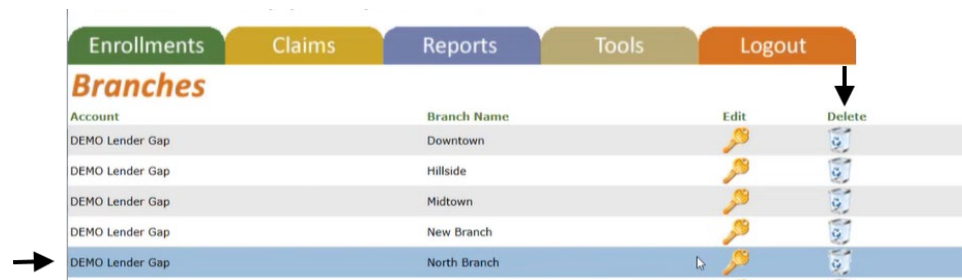 Enrollments Claims Reports Tools Logout
Branches
Account Branch Name Edit Delete
DEMO Lender Gap Downtown
DEMO Lender Gap Hillside
DEMO Lender Gap Midtown
DEMO Lender Gap New Branch
DEMO Lender Gap North Branch